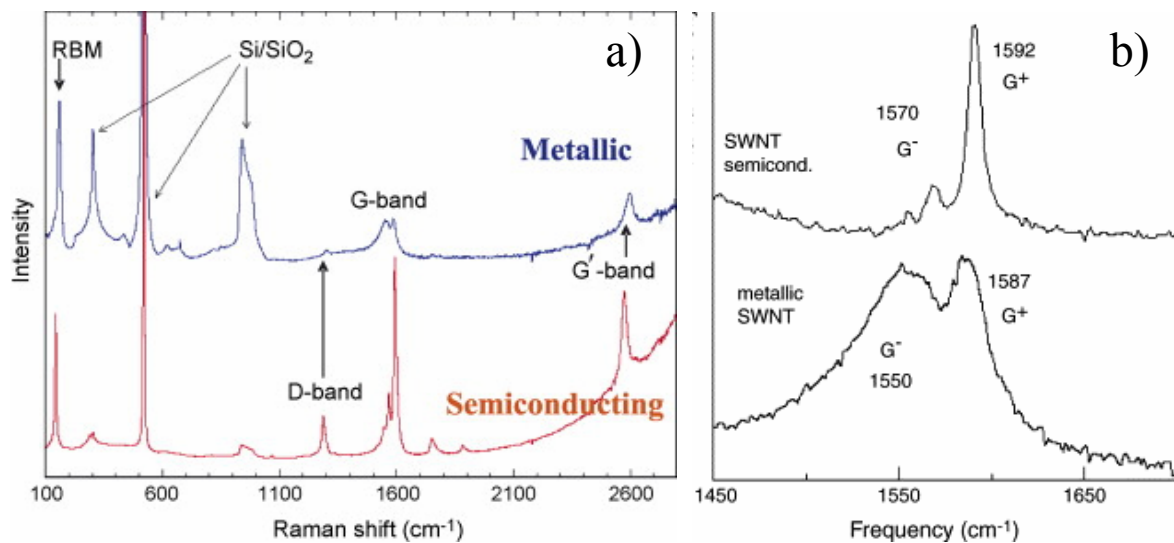 a)
RBM
Si/SiO₂
Metallic
G-band
G′-band
D-band
Semiconducting
Intensity
100 600 1100 1600 2100 2600
Raman shift (cm⁻¹)
b)
1592
G⁺
1570
G⁻
SWNT
semicond.
1587
G⁺
metallic
SWNT
G⁻
1550
1450 1550 1650
Frequency (cm⁻¹)